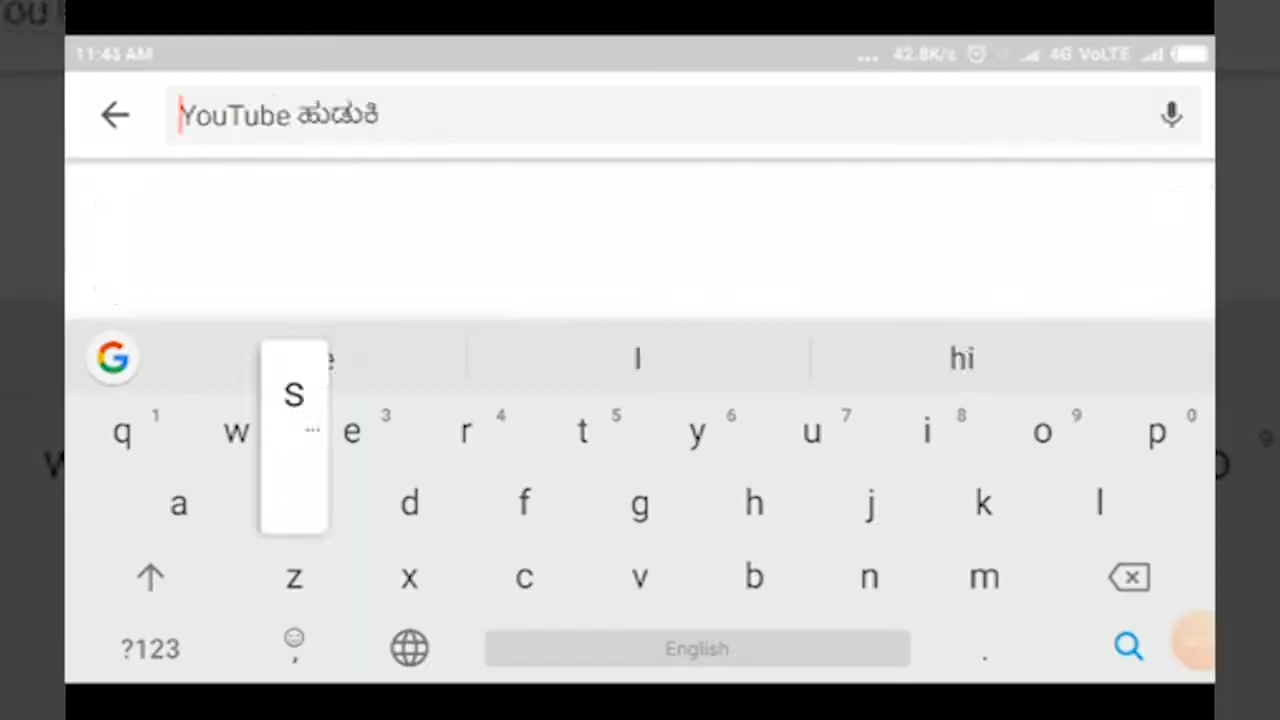 11:45 AM ... 42.8K/s 4G VoLTE
YouTube ಹುಡುಕಿ
I hi
q 1 w e 3 r 4 t 5 y 6 u 7 i 8 o 9 p 0
S
a d f g h j k l
z x c v b n m
?123 , English .